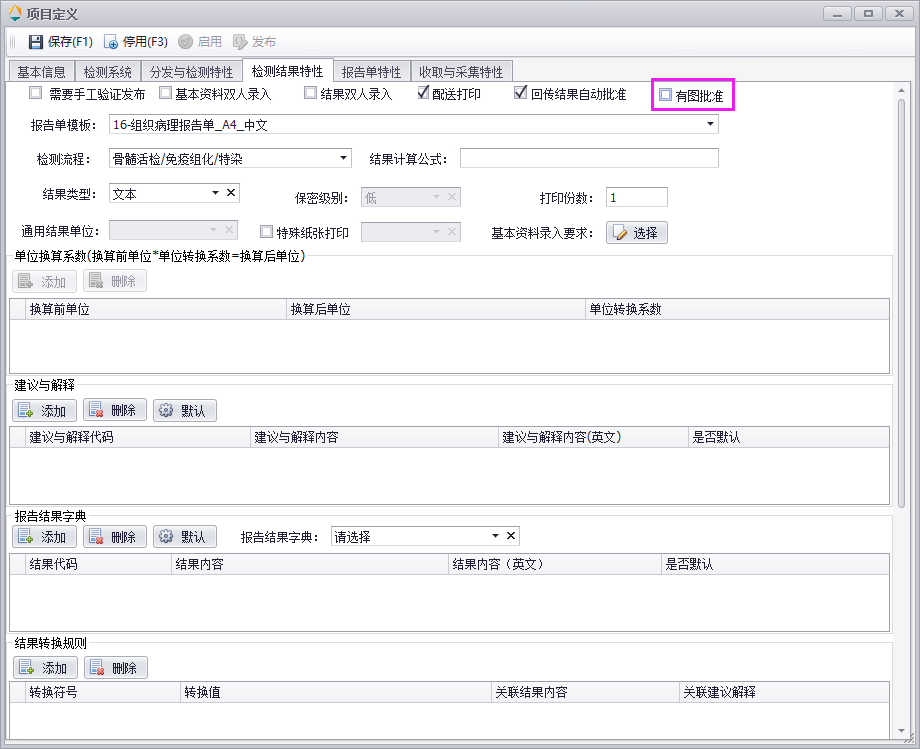 项目定义
保存(F1) 停用(F3) 启用 发布
基本信息 检测系统 分发与检测特性 检测结果特性 报告单特性 收取与采集特性
需要手工验证发布 基本资料双人录入 结果双人录入 配送打印 回传结果自动批准 有图批准
报告单模板： 16-组织病理报告单_A4_中文
检测流程： 骨髓活检/免疫组化/特染 结果计算公式：
结果类型： 文本 保密级别： 低 打印份数： 1
通用结果单位： 特殊纸张打印 基本资料录入要求： 选择
单位换算系数(换算前单位*单位转换系数=换算后单位)
添加 删除
换算前单位 换算后单位 单位转换系数
建议与解释
添加 删除 默认
建议与解释代码 建议与解释内容 建议与解释内容(英文) 是否默认
报告结果字典
添加 删除 默认 报告结果字典： 请选择
结果代码 结果内容 结果内容（英文） 是否默认
结果转换规则
添加 删除
转换符号 转换值 关联结果内容 关联建议解释